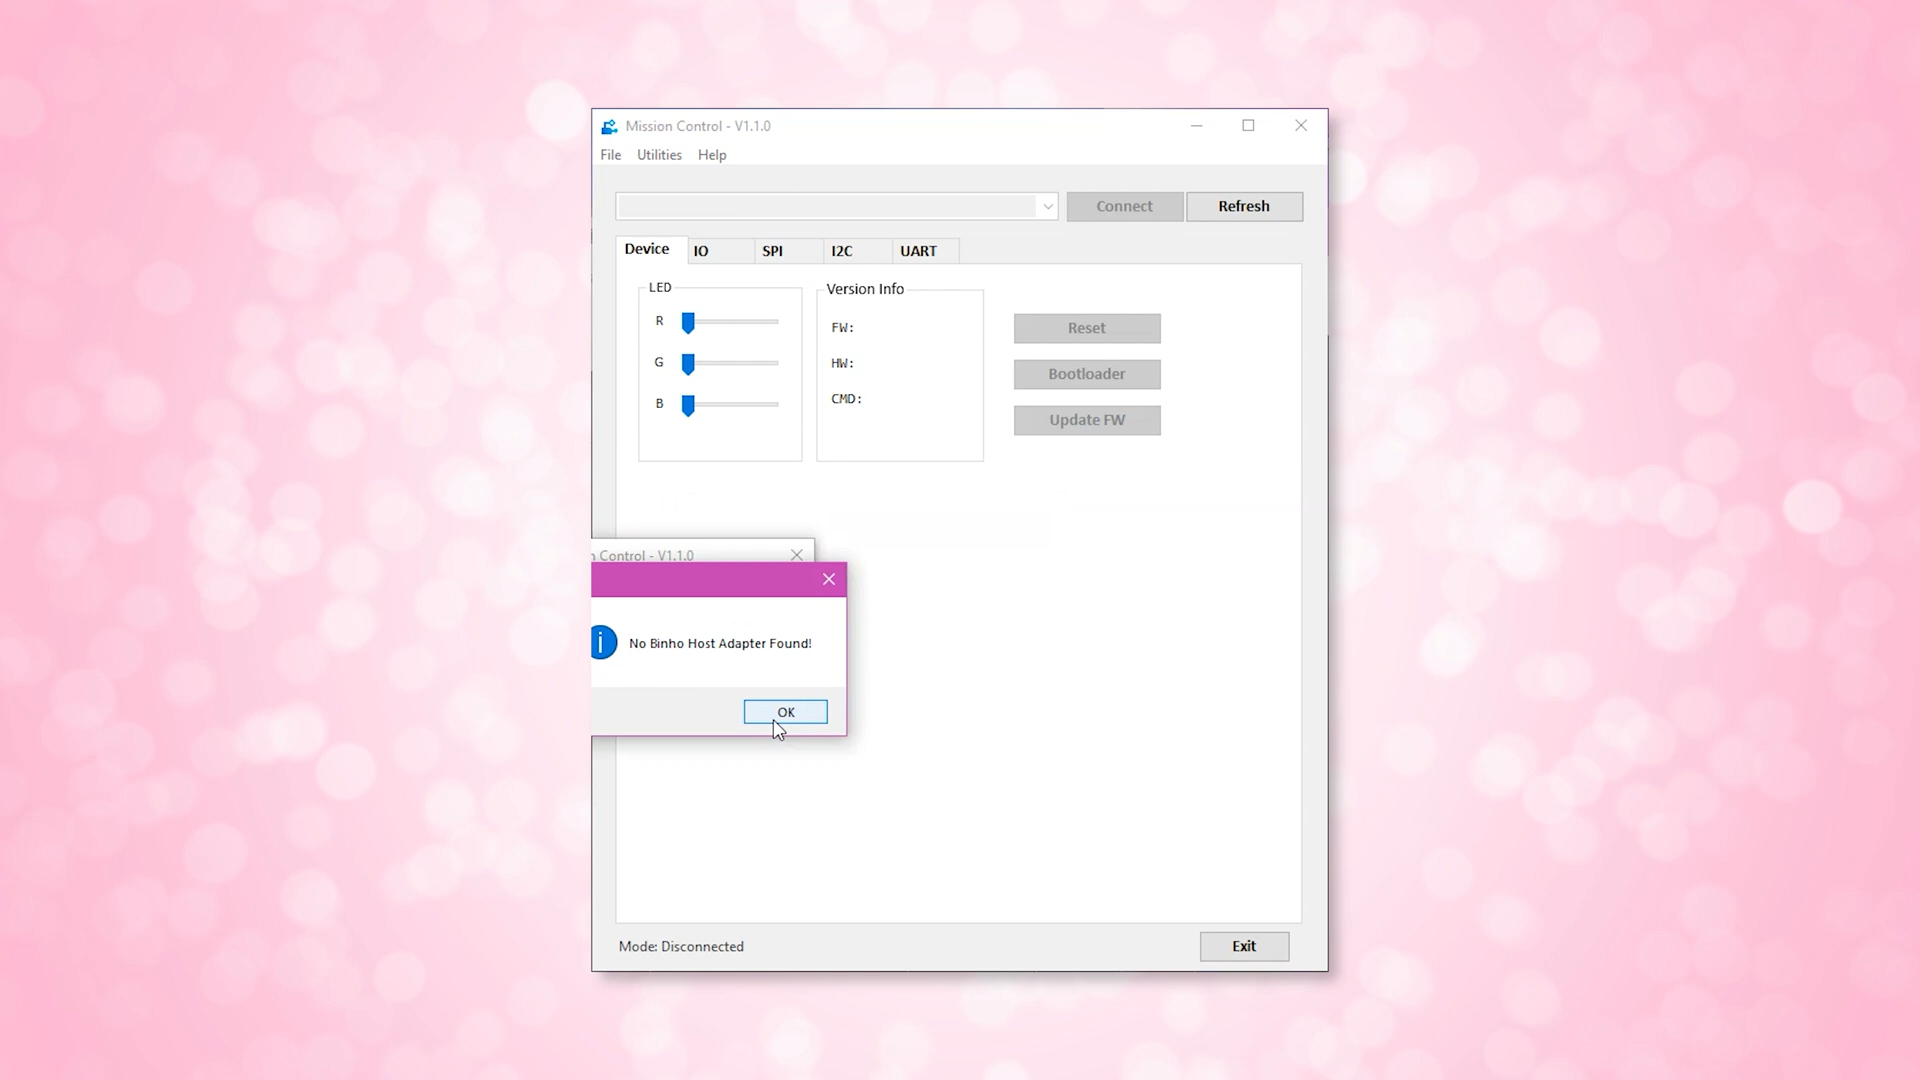 Mission Control - V1.1.0
File Utilities Help
Connect Refresh
Device IO SPI I2C UART
LED
Version Info
R
FW:
Reset
G
HW:
Bootloader
B
CMD:
Update FW
n Control - V1.1.0
No Binho Host Adapter Found!
OK
Mode: Disconnected
Exit